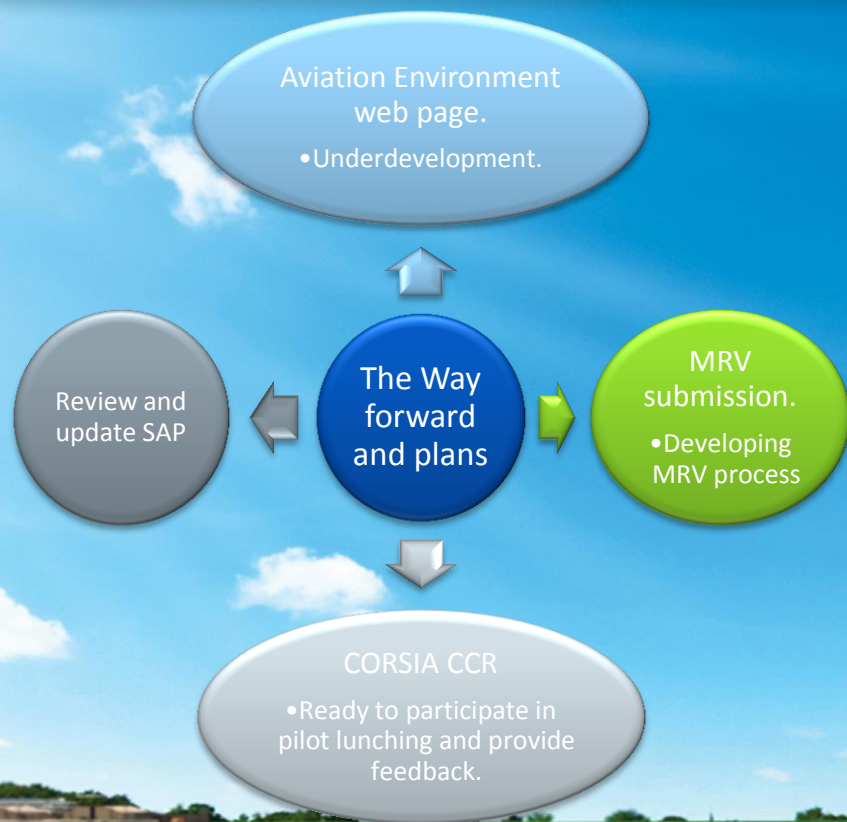 Aviation Environment
web page.
•Underdevelopment.
Review and
update SAP
The Way
forward
and plans
MRV
submission.
•Developing
MRV process
CORSIA CCR
•Ready to participate in
pilot lunching and provide
feedback.